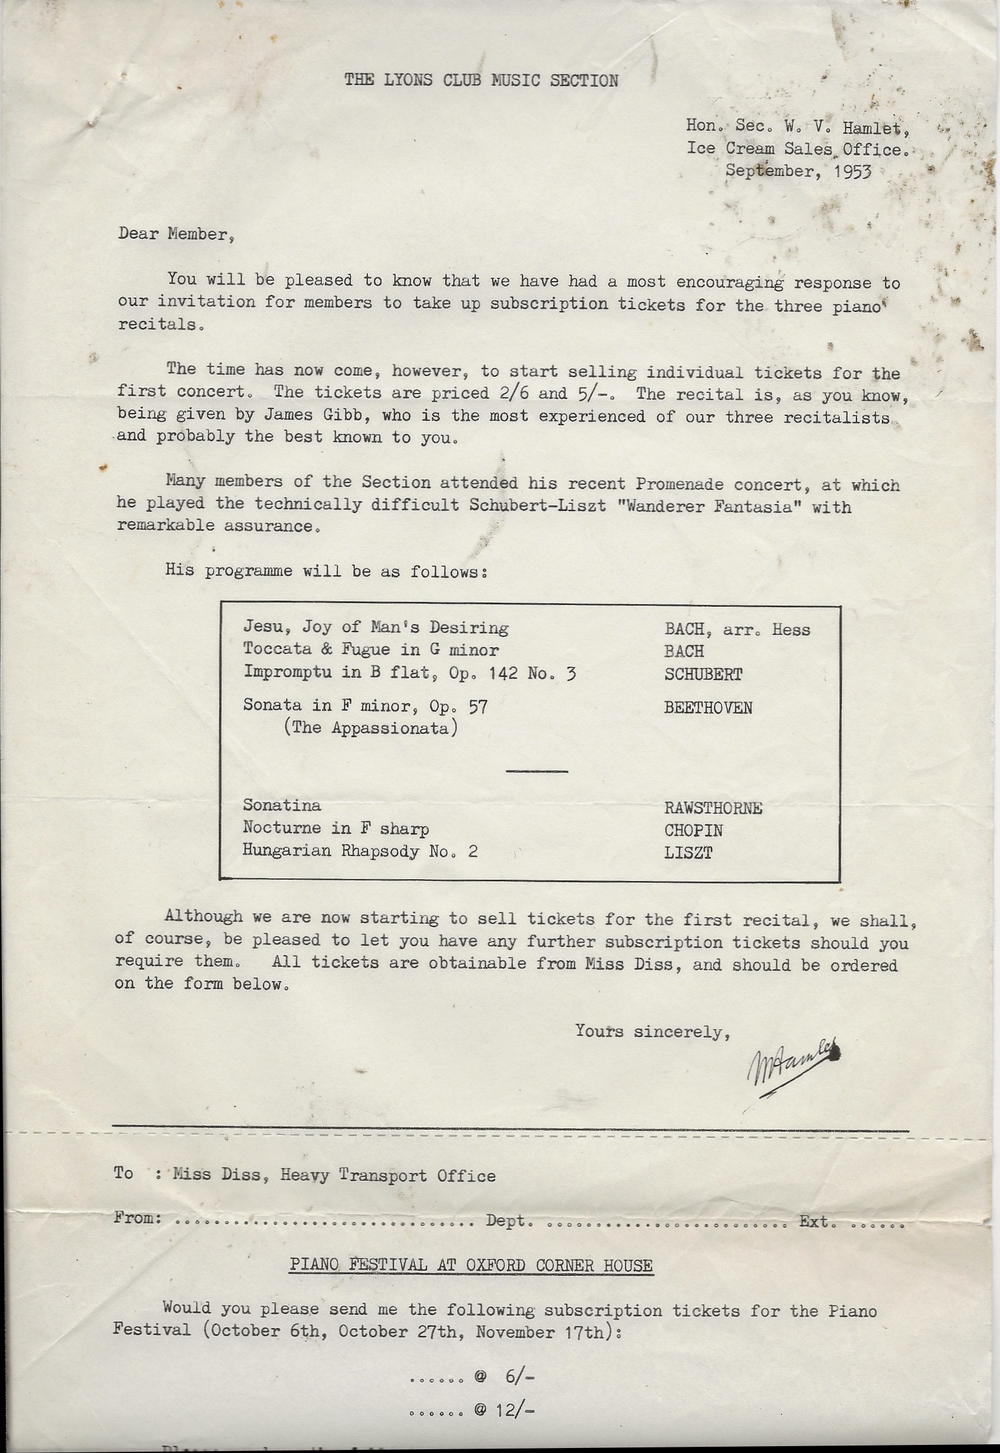 THE LYONS CLUB MUSIC SECTION
Hon. Sec. W. V. Hamlet,
Ice Cream Sales Office.
September, 1953
Dear Member,
You will be pleased to know that we have had a most encouraging response to
our invitation for members to take up subscription tickets for the three piano
recitals.
The time has now come, however, to start selling individual tickets for the
first concert. The tickets are priced 2/6 and 5/-. The recital is, as you know,
being given by James Gibb, who is the most experienced of our three recitalists
and probably the best known to you.
Many members of the Section attended his recent Promenade concert, at which
he played the technically difficult Schubert-Liszt "Wanderer Fantasia" with
remarkable assurance.
His programme will be as follows:
Jesu, Joy of Man's Desiring BACH, arr. Hess
Toccata & Fugue in G minor BACH
Impromptu in B flat, Op. 142 No. 3 SCHUBERT
Sonata in F minor, Op. 57 BEETHOVEN
(The Appassionata)
Sonatina RAWSTHORNE
Nocturne in F sharp CHOPIN
Hungarian Rhapsody No. 2 LISZT
Although we are now starting to sell tickets for the first recital, we shall,
of course, be pleased to let you have any further subscription tickets should you
require them. All tickets are obtainable from Miss Diss, and should be ordered
on the form below.
Yours sincerely,
WHamlet
To : Miss Diss, Heavy Transport Office
From: ............................... Dept. ......................... Ext. ......
PIANO FESTIVAL AT OXFORD CORNER HOUSE
Would you please send me the following subscription tickets for the Piano
Festival (October 6th, October 27th, November 17th):
...... @ 6/-
...... @ 12/-